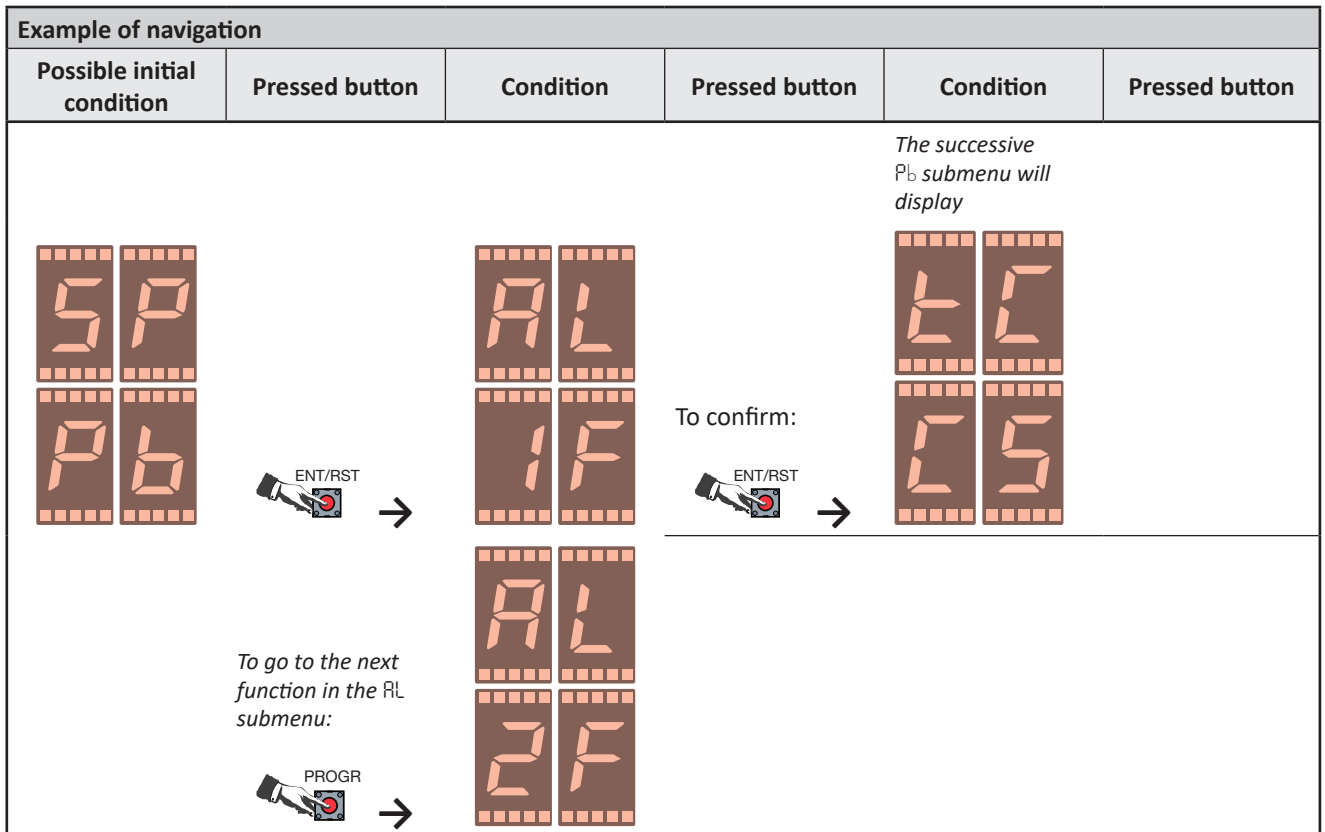 Example of navigation
Possible initial condition
Pressed button
Condition
Pressed button
Condition
Pressed button
The successive
Pb submenu will
display
SP
Pb
ENT/RST
→
AL
1F
To confirm:
ENT/RST
→
tC
CS
To go to the next
function in the AL
submenu:
PROGR
→
AL
2F